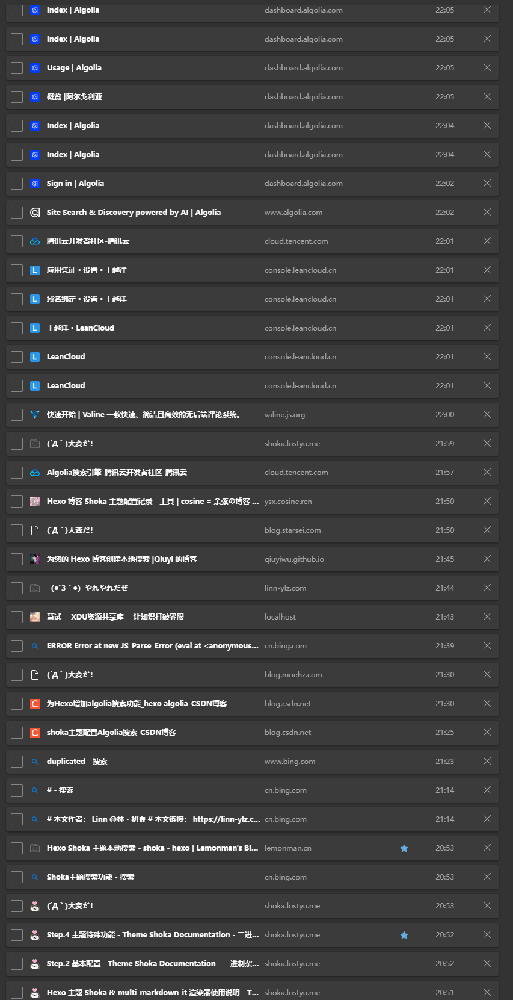 Index | Algolia dashboard.algolia.com 22:05
Index | Algolia dashboard.algolia.com 22:05
Usage | Algolia dashboard.algolia.com 22:05
概览 |阿尔戈利亚 dashboard.algolia.com 22:05
Index | Algolia dashboard.algolia.com 22:04
Index | Algolia dashboard.algolia.com 22:04
Sign in | Algolia dashboard.algolia.com 22:02
Site Search & Discovery powered by AI | Algolia www.algolia.com 22:02
腾讯云开发者社区-腾讯云 cloud.tencent.com 22:01
L 应用凭证 · 设置 · 王越洋 console.leancloud.cn 22:01
L 域名绑定 · 设置 · 王越洋 console.leancloud.cn 22:01
L 王越洋 · LeanCloud console.leancloud.cn 22:01
L LeanCloud console.leancloud.cn 22:01
L LeanCloud console.leancloud.cn 22:01
快速开始 | Valine 一款快速、简洁且高效的无后端评论系统。 valine.js.org 22:00
(´Д｀)大変だ！ shoka.lostyu.me 21:59
Algolia搜索引擎-腾讯云开发者社区-腾讯云 cloud.tencent.com 21:57
Hexo 博客 Shoka 主题配置记录 - 工具 | cosine = 余弦の博客 ... ysx.cosine.ren 21:50
(´Д｀)大変だ！ blog.starsei.com 21:50
为您的 Hexo 博客创建本地搜索 |Qiuyi 的博客 qiuyiwu.github.io 21:45
(●´3｀●) やれやれだぜ linn-ylz.com 21:44
慧试 = XDU资源共享库 = 让知识打破界限 localhost 21:43
ERROR Error at new JS_Parse_Error (eval at <anonymous... cn.bing.com 21:39
(´Д｀)大変だ！ blog.moehz.com 21:30
C 为Hexo增加algolia搜索功能_hexo algolia-CSDN博客 blog.csdn.net 21:30
C shoka主题配置Algolia搜索-CSDN博客 blog.csdn.net 21:25
duplicated - 搜索 www.bing.com 21:23
# - 搜索 cn.bing.com 21:14
# 本文作者： Linn @林・初夏 # 本文链接： https://linn-ylz.c... cn.bing.com 21:14
Hexo Shoka 主题本地搜索 - shoka - hexo | Lemonman's Bl... lemonman.cn 20:53
Shoka主题搜索功能 - 搜索 cn.bing.com 20:53
(´Д｀)大変だ！ shoka.lostyu.me 20:53
Step.4 主题特殊功能 - Theme Shoka Documentation - 二进... shoka.lostyu.me 20:52
Step.2 基本配置 - Theme Shoka Documentation - 二进制杂... shoka.lostyu.me 20:52
Hexo 主题 Shoka & multi-markdown-it 渲染器使用说明 - T... shoka.lostyu.me 20:51